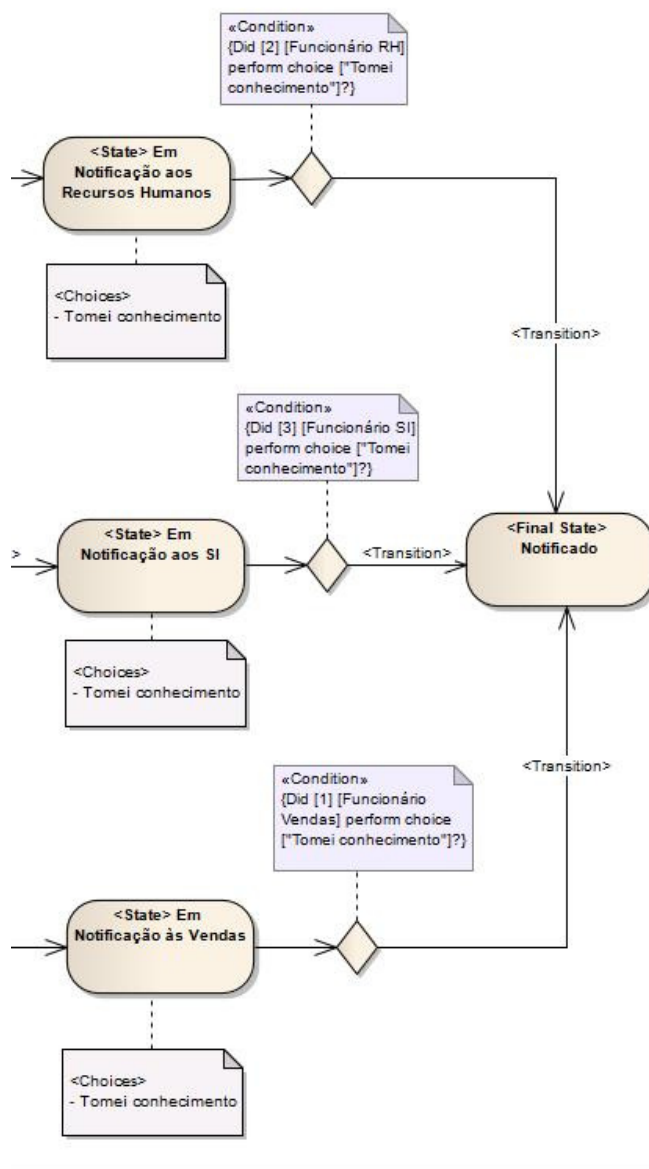 «Condition»
{Did [2] [Funcionário RH]
perform choice ["Tomei
conhecimento"]?}
<State> Em
Notificação aos
Recursos Humanos
<Choices>
- Tomei conhecimento
<Transition>
«Condition»
{Did [3] [Funcionário SI]
perform choice ["Tomei
conhecimento"]?}
>
<State> Em
Notificação aos SI
<Transition>
<Final State>
Notificado
<Choices>
- Tomei conhecimento
<Transition>
«Condition»
{Did [1] [Funcionário
Vendas] perform choice
["Tomei conhecimento"]?}
<State> Em
Notificação às Vendas
<Choices>
- Tomei conhecimento